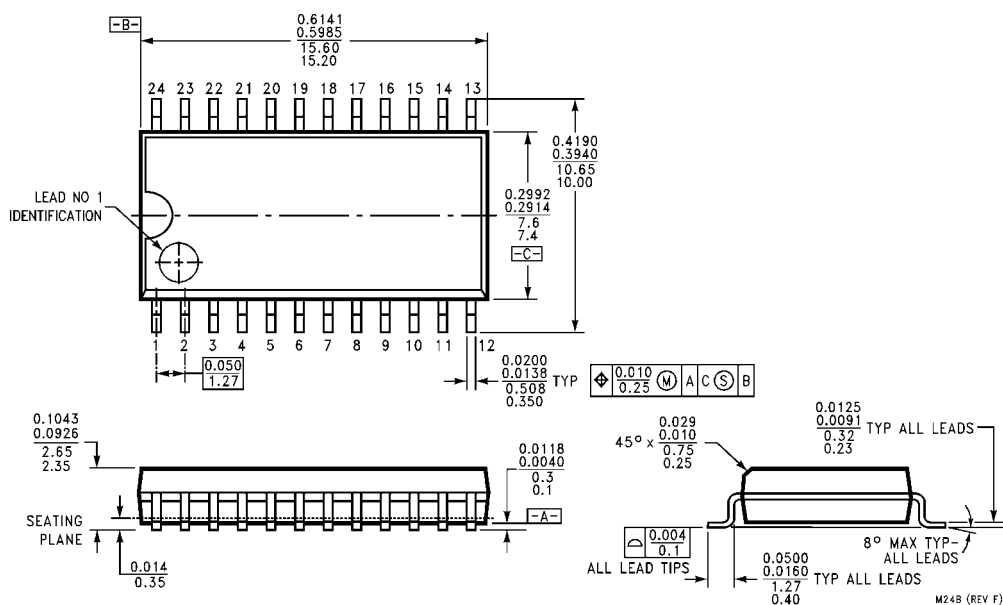 -B-
0.6141
0.5985
15.60
15.20
24 23 22 21 20 19 18 17 16 15 14 13
0.4190
0.3940
10.65
10.00
LEAD NO 1
IDENTIFICATION
0.2992
0.2914
7.6
7.4
-C-
1 2 3 4 5 6 7 8 9 10 11 12
0.050
1.27
0.0200
0.0138
0.508
0.350
TYP
0.010
0.25
M A C S B
0.1043
0.0926
2.65
2.35
0.0118
0.0040
0.3
0.1
-A-
SEATING
PLANE
0.014
0.35
45° x
0.029
0.010
0.75
0.25
0.0125
0.0091
0.32
0.23
TYP ALL LEADS
0.004
0.1
ALL LEAD TIPS
0.0500
0.0160
1.27
0.40
TYP ALL LEADS
8° MAX TYP-
ALL LEADS
M24B (REV F)